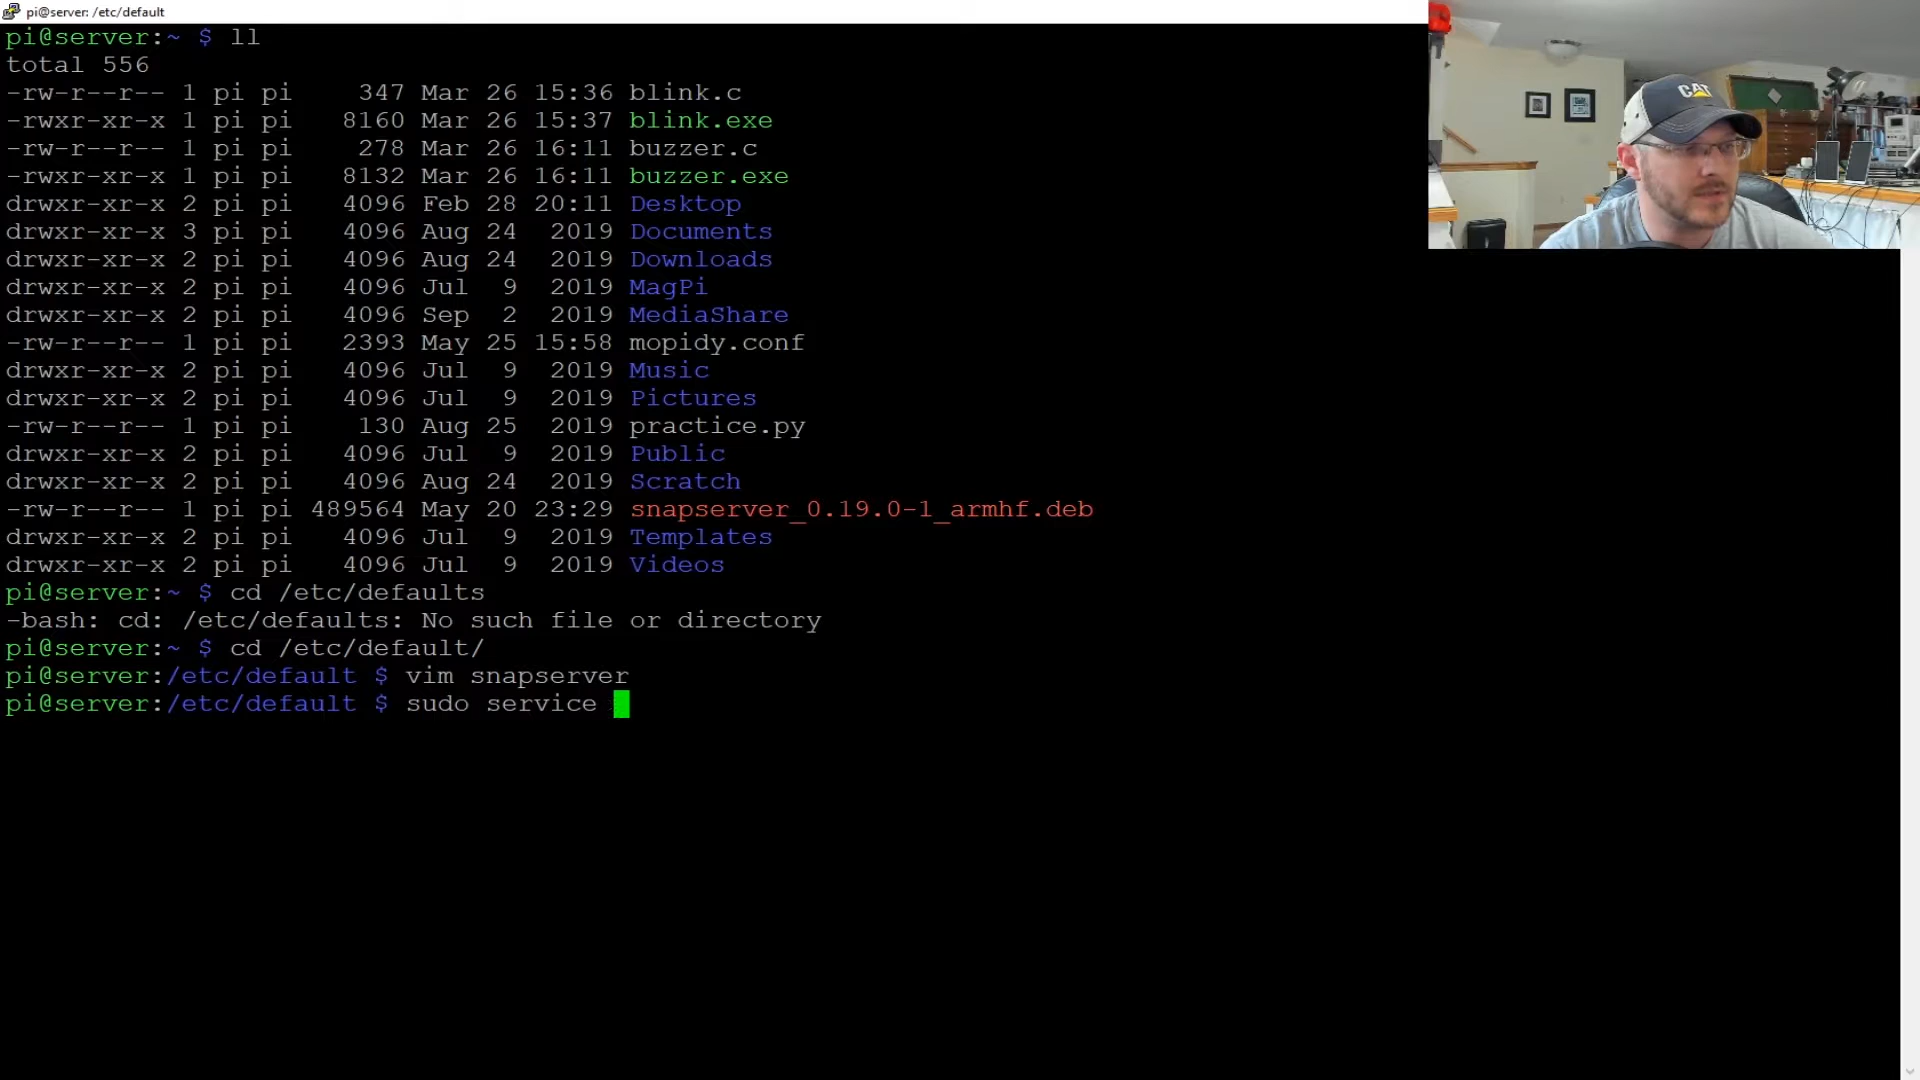 pi@server: /etc/default
pi@server:~ $ ll
total 556
-rw-r--r-- 1 pi pi 347 Mar 26 15:36 blink.c
-rwxr-xr-x 1 pi pi 8160 Mar 26 15:37 blink.exe
-rw-r--r-- 1 pi pi 278 Mar 26 16:11 buzzer.c
-rwxr-xr-x 1 pi pi 8132 Mar 26 16:11 buzzer.exe
drwxr-xr-x 2 pi pi 4096 Feb 28 20:11 Desktop
drwxr-xr-x 3 pi pi 4096 Aug 24 2019 Documents
drwxr-xr-x 2 pi pi 4096 Aug 24 2019 Downloads
drwxr-xr-x 2 pi pi 4096 Jul 9 2019 MagPi
drwxr-xr-x 2 pi pi 4096 Sep 2 2019 MediaShare
-rw-r--r-- 1 pi pi 2393 May 25 15:58 mopidy.conf
drwxr-xr-x 2 pi pi 4096 Jul 9 2019 Music
drwxr-xr-x 2 pi pi 4096 Jul 9 2019 Pictures
-rw-r--r-- 1 pi pi 130 Aug 25 2019 practice.py
drwxr-xr-x 2 pi pi 4096 Jul 9 2019 Public
drwxr-xr-x 2 pi pi 4096 Aug 24 2019 Scratch
-rw-r--r-- 1 pi pi 489564 May 20 23:29 snapserver_0.19.0-1_armhf.deb
drwxr-xr-x 2 pi pi 4096 Jul 9 2019 Templates
drwxr-xr-x 2 pi pi 4096 Jul 9 2019 Videos
pi@server:~ $ cd /etc/defaults
-bash: cd: /etc/defaults: No such file or directory
pi@server:~ $ cd /etc/default/
pi@server:/etc/default $ vim snapserver
pi@server:/etc/default $ sudo service
CAT